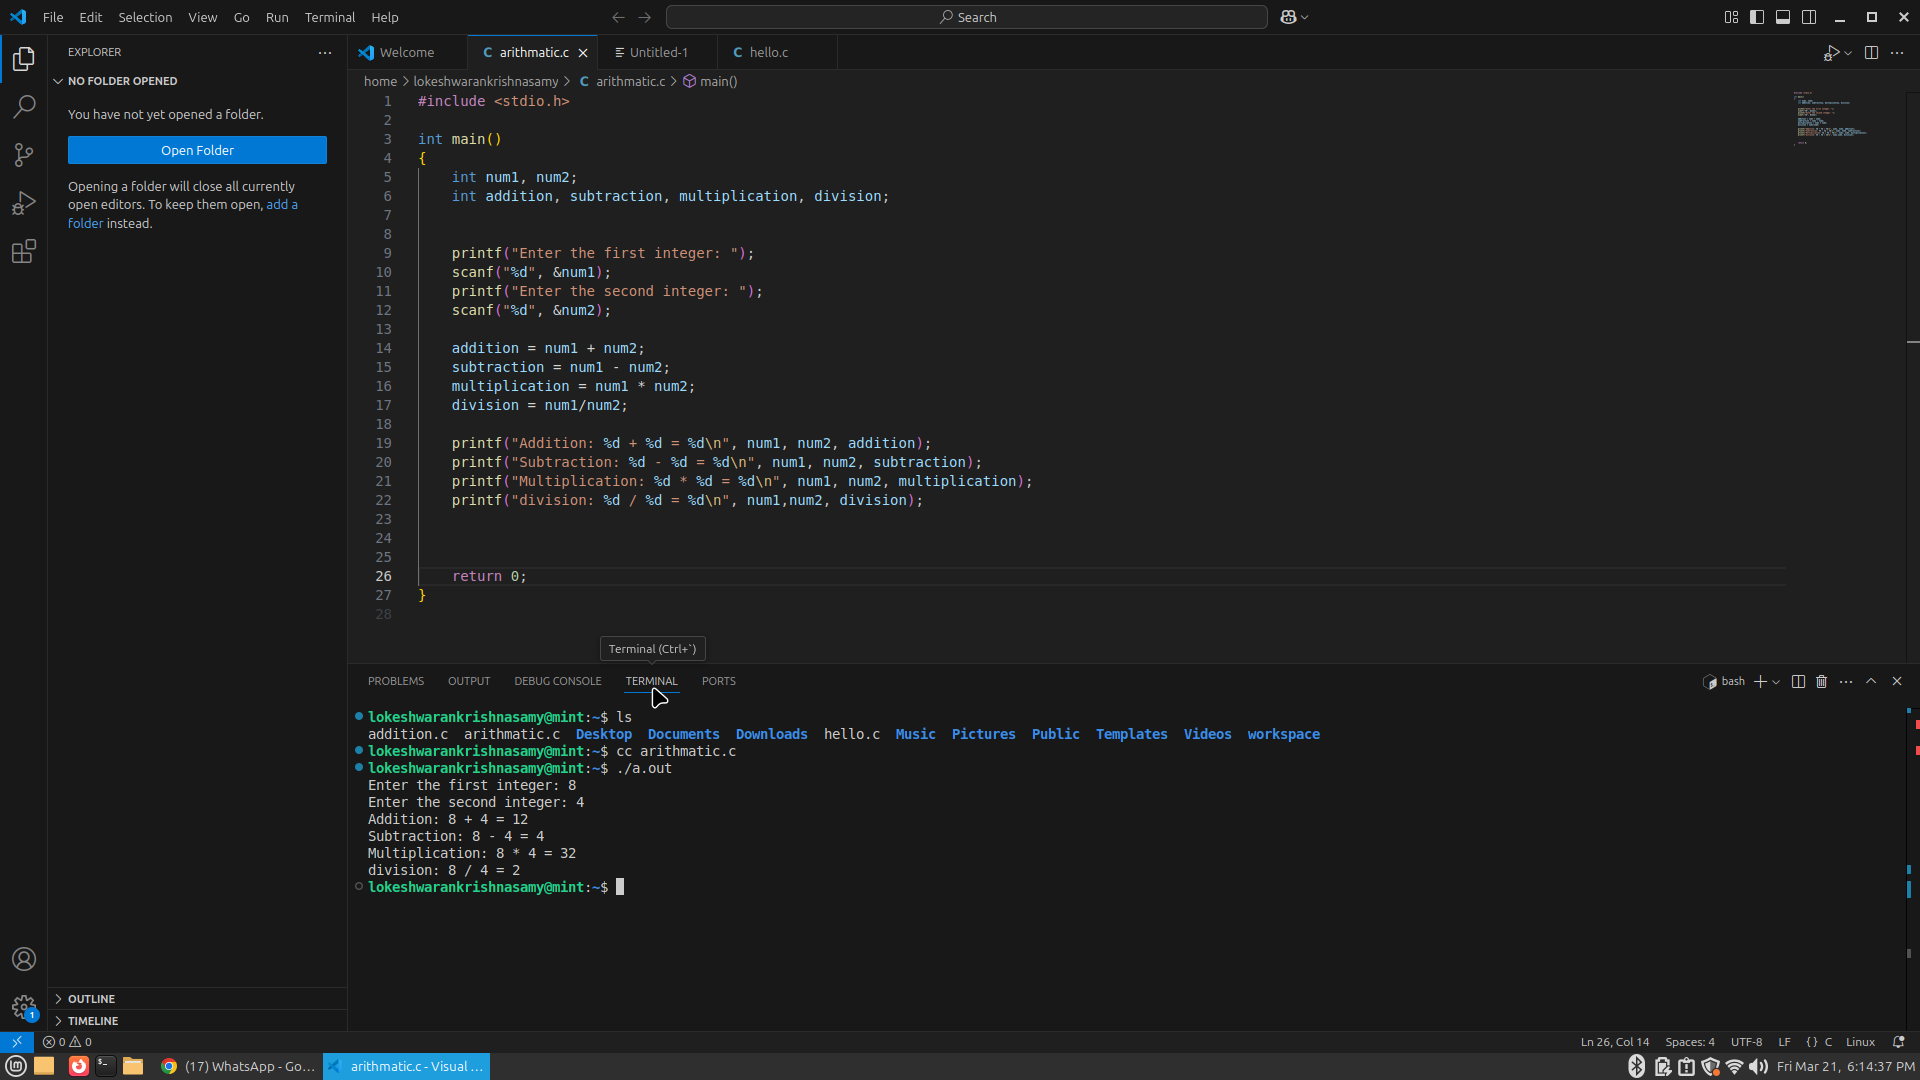 File Edit Selection View Go Run Terminal Help
Search
EXPLORER
NO FOLDER OPENED
You have not yet opened a folder.
Open Folder
Opening a folder will close all currently
open editors. To keep them open, add a
folder instead.
OUTLINE
TIMELINE
Welcome C arithmatic.c Untitled-1 C hello.c
home > lokeshwarankrishnasamy > C arithmatic.c > main()
1 #include <stdio.h>
2
3 int main()
4 {
5     int num1, num2;
6     int addition, subtraction, multiplication, division;
7
8
9     printf("Enter the first integer: ");
10     scanf("%d", &num1);
11     printf("Enter the second integer: ");
12     scanf("%d", &num2);
13
14     addition = num1 + num2;
15     subtraction = num1 - num2;
16     multiplication = num1 * num2;
17     division = num1/num2;
18
19     printf("Addition: %d + %d = %d\n", num1, num2, addition);
20     printf("Subtraction: %d - %d = %d\n", num1, num2, subtraction);
21     printf("Multiplication: %d * %d = %d\n", num1, num2, multiplication);
22     printf("division: %d / %d = %d\n", num1,num2, division);
23
24
25
26     return 0;
27 }
28
Terminal (Ctrl+`)
PROBLEMS OUTPUT DEBUG CONSOLE TERMINAL PORTS
bash
lokeshwarankrishnasamy@mint:~$ ls
addition.c arithmatic.c Desktop Documents Downloads hello.c Music Pictures Public Templates Videos workspace
lokeshwarankrishnasamy@mint:~$ cc arithmatic.c
lokeshwarankrishnasamy@mint:~$ ./a.out
Enter the first integer: 8
Enter the second integer: 4
Addition: 8 + 4 = 12
Subtraction: 8 - 4 = 4
Multiplication: 8 * 4 = 32
division: 8 / 4 = 2
lokeshwarankrishnasamy@mint:~$
1
0 0
Ln 26, Col 14 Spaces: 4 UTF-8 LF {} C Linux
(17) WhatsApp - Go... arithmatic.c - Visual ... Fri Mar 21, 6:14:37 PM